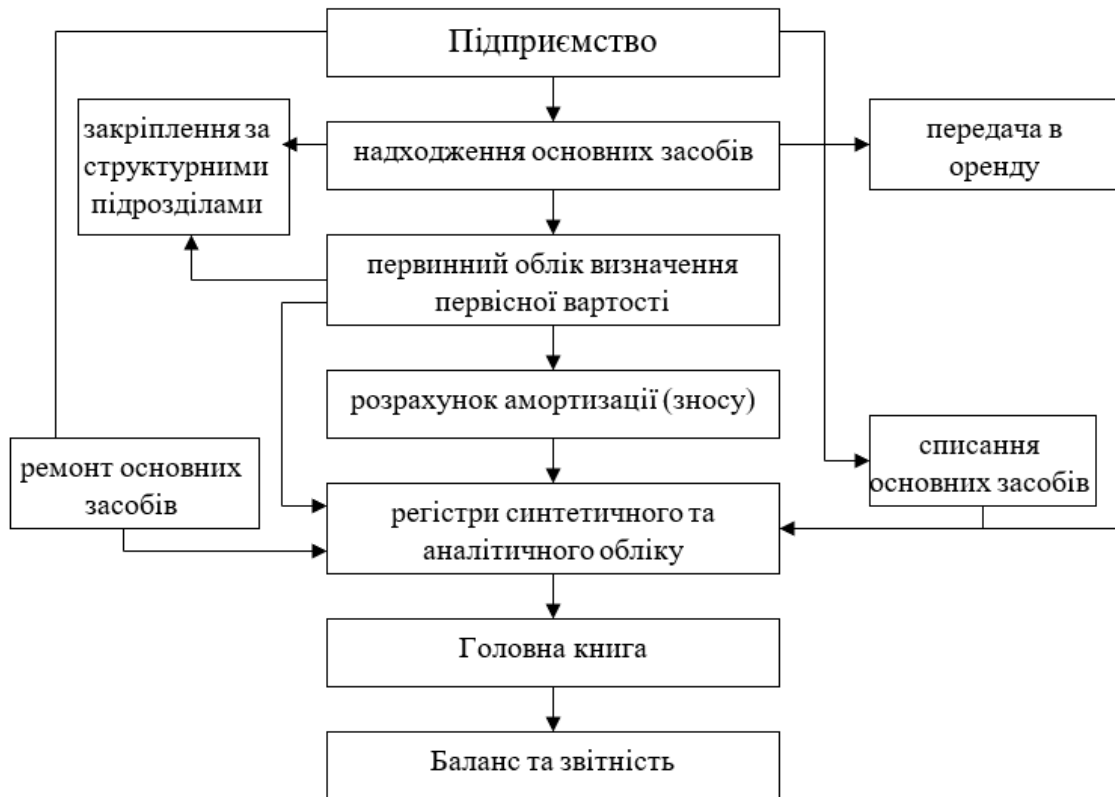 Підприємство
закріплення за
структурними
підрозділами
надходження основних засобів
передача в
оренду
первинний облік визначення
первісної вартості
розрахунок амортизації (зносу)
ремонт основних
засобів
списання
основних засобів
регістри синтетичного та
аналітичного обліку
Головна книга
Баланс та звітність